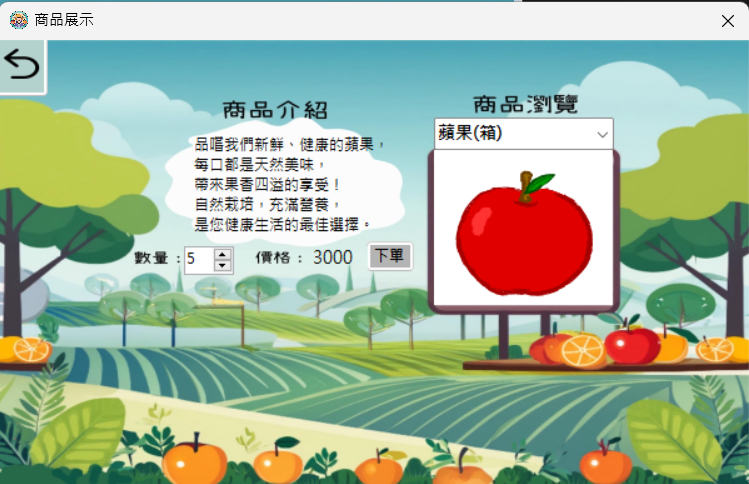 商品展示
商品介紹
品嚐我們新鮮、健康的蘋果，
每口都是天然美味，
帶來果香四溢的享受！
自然栽培，充滿營養，
是您健康生活的最佳選擇。
數量：5 價格： 3000 下單
商品瀏覽
蘋果(箱)